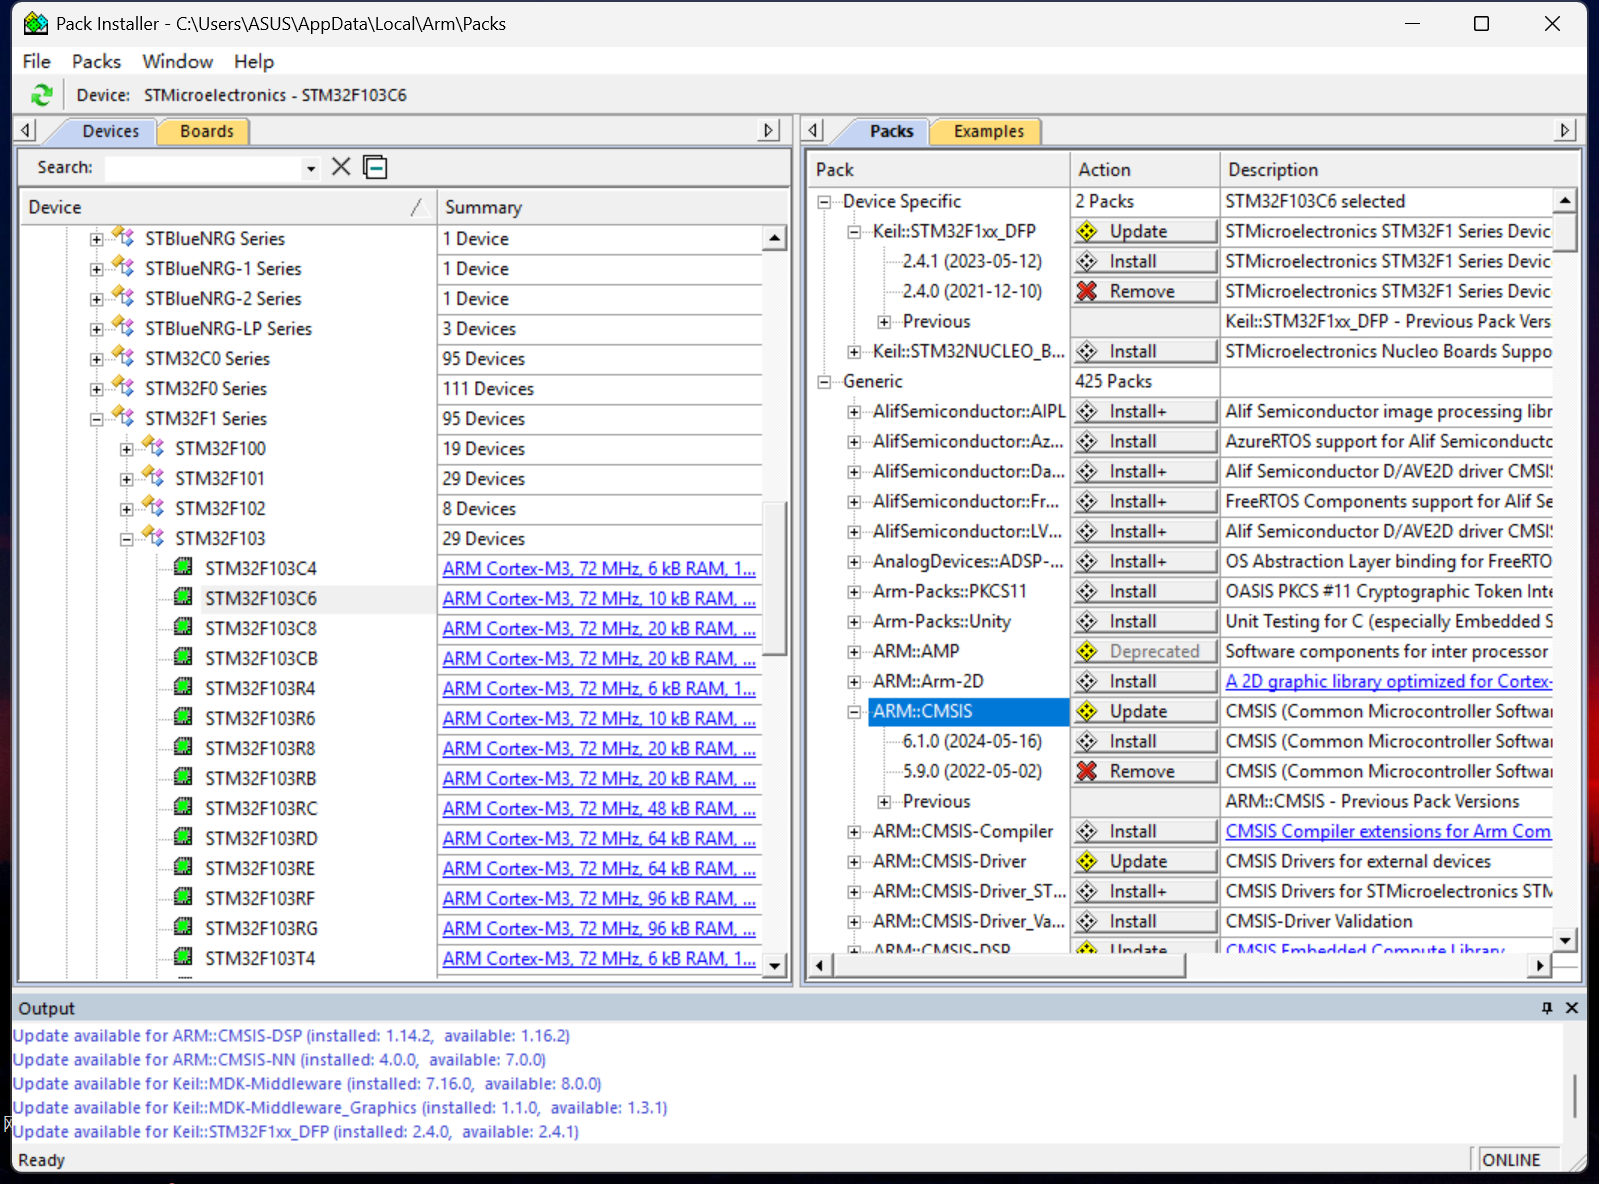 Pack Installer - C:\Users\ASUS\AppData\Local\Arm\Packs
File Packs Window Help
Device: STMicroelectronics - STM32F103C6
Devices Boards
Search:
Device Summary
STBlueNRG Series 1 Device
STBlueNRG-1 Series 1 Device
STBlueNRG-2 Series 1 Device
STBlueNRG-LP Series 3 Devices
STM32C0 Series 95 Devices
STM32F0 Series 111 Devices
STM32F1 Series 95 Devices
STM32F100 19 Devices
STM32F101 29 Devices
STM32F102 8 Devices
STM32F103 29 Devices
STM32F103C4 ARM Cortex-M3, 72 MHz, 6 kB RAM, 1...
STM32F103C6 ARM Cortex-M3, 72 MHz, 10 kB RAM, ...
STM32F103C8 ARM Cortex-M3, 72 MHz, 20 kB RAM, ...
STM32F103CB ARM Cortex-M3, 72 MHz, 20 kB RAM, ...
STM32F103R4 ARM Cortex-M3, 72 MHz, 6 kB RAM, 1...
STM32F103R6 ARM Cortex-M3, 72 MHz, 10 kB RAM, ...
STM32F103R8 ARM Cortex-M3, 72 MHz, 20 kB RAM, ...
STM32F103RB ARM Cortex-M3, 72 MHz, 20 kB RAM, ...
STM32F103RC ARM Cortex-M3, 72 MHz, 48 kB RAM, ...
STM32F103RD ARM Cortex-M3, 72 MHz, 64 kB RAM, ...
STM32F103RE ARM Cortex-M3, 72 MHz, 64 kB RAM, ...
STM32F103RF ARM Cortex-M3, 72 MHz, 96 kB RAM, ...
STM32F103RG ARM Cortex-M3, 72 MHz, 96 kB RAM, ...
STM32F103T4 ARM Cortex-M3, 72 MHz, 6 kB RAM, 1...
Packs Examples
Pack Action Description
Device Specific 2 Packs STM32F103C6 selected
Keil::STM32F1xx_DFP Update STMicroelectronics STM32F1 Series Devic
2.4.1 (2023-05-12) Install STMicroelectronics STM32F1 Series Devic
2.4.0 (2021-12-10) Remove STMicroelectronics STM32F1 Series Devic
Previous Keil::STM32F1xx_DFP - Previous Pack Vers
Keil::STM32NUCLEO_B... Install STMicroelectronics Nucleo Boards Suppo
Generic 425 Packs
AlifSemiconductor::AIPL Install+ Alif Semiconductor image processing libr
AlifSemiconductor::Az... Install AzureRTOS support for Alif Semiconducto
AlifSemiconductor::Da... Install+ Alif Semiconductor D/AVE2D driver CMSIS
AlifSemiconductor::Fr... Install+ FreeRTOS Components support for Alif Se
AlifSemiconductor::LV... Install+ Alif Semiconductor D/AVE2D driver CMSIS
AnalogDevices::ADSP-... Install+ OS Abstraction Layer binding for FreeRTO
Arm-Packs::PKCS11 Install OASIS PKCS #11 Cryptographic Token Inte
Arm-Packs::Unity Install Unit Testing for C (especially Embedded S
ARM::AMP Deprecated Software components for inter processor
ARM::Arm-2D Install A 2D graphic library optimized for Cortex-
ARM::CMSIS Update CMSIS (Common Microcontroller Softwar
6.1.0 (2024-05-16) Install CMSIS (Common Microcontroller Softwar
5.9.0 (2022-05-02) Remove CMSIS (Common Microcontroller Softwar
Previous ARM::CMSIS - Previous Pack Versions
ARM::CMSIS-Compiler Install CMSIS Compiler extensions for Arm Com
ARM::CMSIS-Driver Update CMSIS Drivers for external devices
ARM::CMSIS-Driver_ST... Install+ CMSIS Drivers for STMicroelectronics STM
ARM::CMSIS-Driver_Va... Install CMSIS-Driver Validation
ARM::CMSIS-DSP Update CMSIS Embedded Compute Library
Output
Update available for ARM::CMSIS-DSP (installed: 1.14.2, available: 1.16.2)
Update available for ARM::CMSIS-NN (installed: 4.0.0, available: 7.0.0)
Update available for Keil::MDK-Middleware (installed: 7.16.0, available: 8.0.0)
Update available for Keil::MDK-Middleware_Graphics (installed: 1.1.0, available: 1.3.1)
Update available for Keil::STM32F1xx_DFP (installed: 2.4.0, available: 2.4.1)
Ready ONLINE